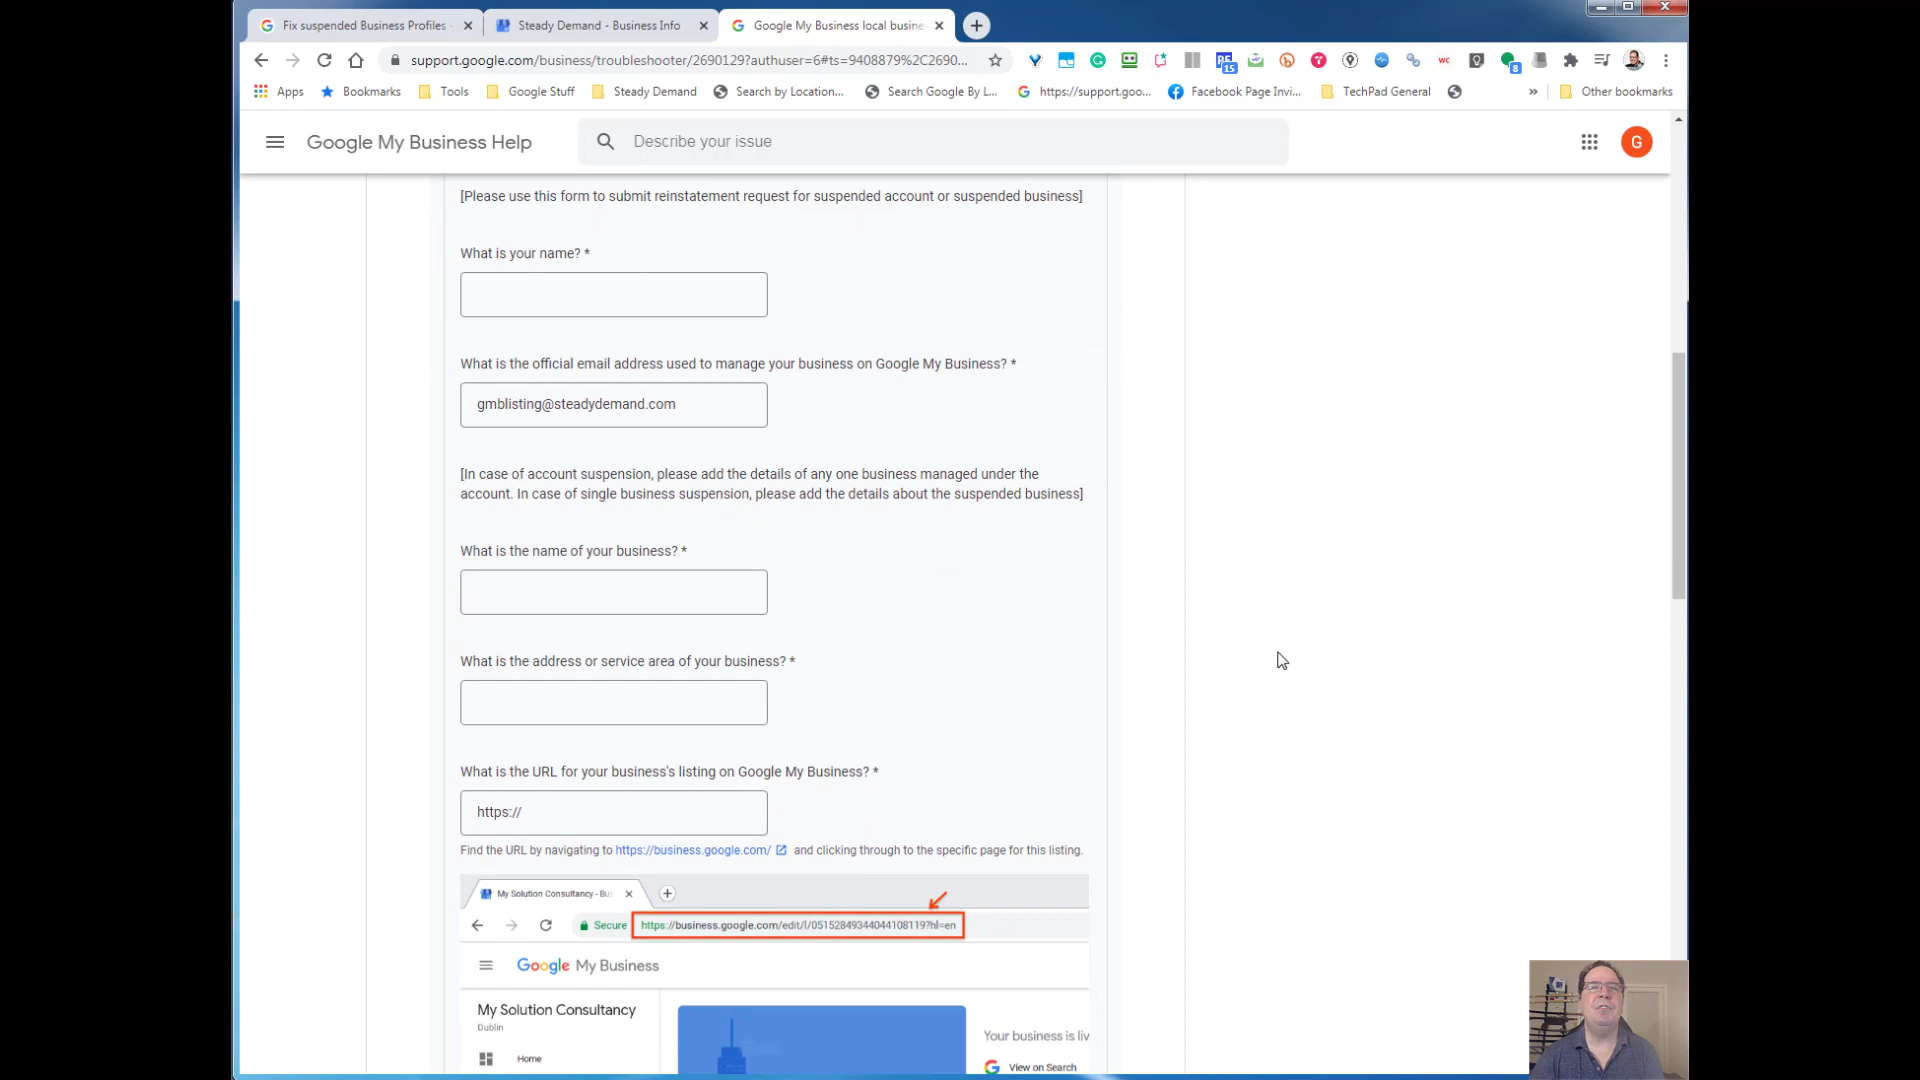 Fix suspended Business Profiles -
Steady Demand - Business Info
Google My Business local busine
support.google.com/business/troubleshooter/2690129?authuser=6#ts=9408879%2C2690...
15
WC
8
Apps
Bookmarks
Tools
Google Stuff
Steady Demand
Search by Location...
Search Google By L...
https://support.goo...
Facebook Page Invi...
TechPad General
»
Other bookmarks
Google My Business Help
Describe your issue
G
[Please use this form to submit reinstatement request for suspended account or suspended business]
What is your name? *
What is the official email address used to manage your business on Google My Business? *
gmblisting@steadydemand.com
[In case of account suspension, please add the details of any one business managed under the
account. In case of single business suspension, please add the details about the suspended business]
What is the name of your business? *
What is the address or service area of your business? *
What is the URL for your business's listing on Google My Business? *
https://
Find the URL by navigating to https://business.google.com/ and clicking through to the specific page for this listing.
My Solution Consultancy - Bus
Secure
https://business.google.com/edit/l/05152849344044108119?hl=en
Google My Business
My Solution Consultancy
Dublin
Your business is liv
Home
View on Search